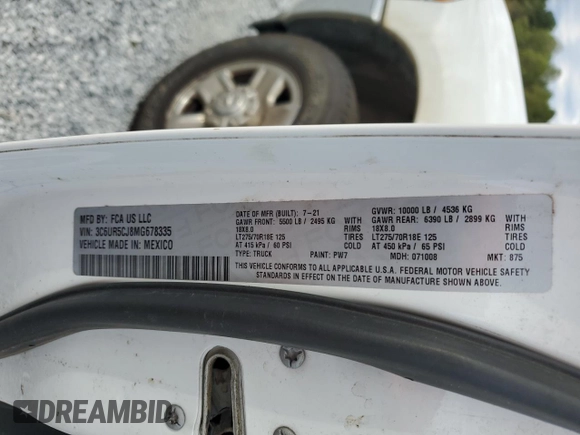 MFD BY: FCA US LLC
VIN: 3C6UR5CJ8MG678335
VEHICLE MADE IN: MEXICO
DATE OF MFR (BUILT): 7-21
GAWR FRONT: 5500 LB / 2495 KG
18X8.0
LT275/70R18E 125
AT 415 kPa / 60 PSI
TYPE: TRUCK
RIM/GEAR
TIRES
COLD
PAINT: PW7
GVWR: 10000 LB / 4536 KG
GAWR REAR: 6390 LB / 2899 KG
18X8.0
LT275/70R18E 125
AT 450 kPa / 65 PSI
MDH: 071008
RIM/GEAR
TIRES
COLD
MKT: 875
THIS VEHICLE CONFORMS TO ALL APPLICABLE U.S.A. FEDERAL MOTOR VEHICLE SAFETY
STANDARDS IN EFFECT ON THE DATE OF MANUFACTURE SHOWN ABOVE.
DREAMBID